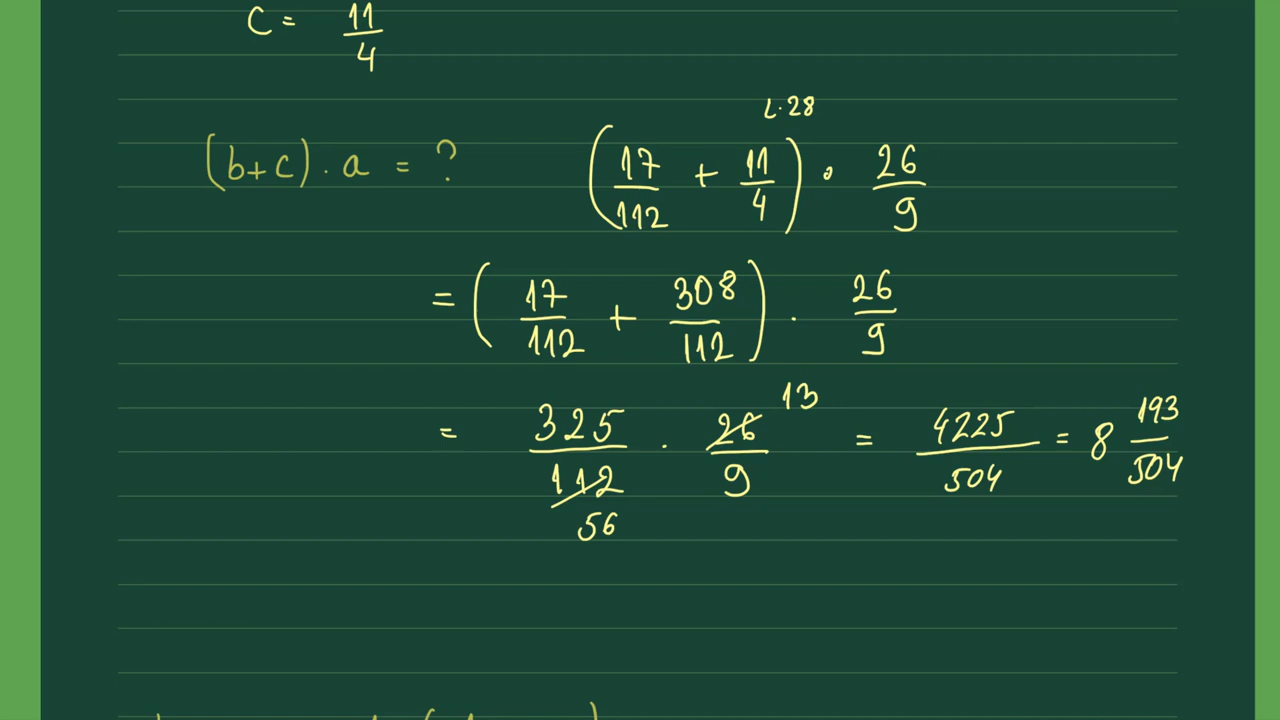 C = 11/4
(b+c) · a = ? (17/112 + 11/4) · 26/9 L·28
= (17/112 + 308/112) · 26/9
= 325/112 · 26/9 = 4225/504 = 8 193/504 13
56